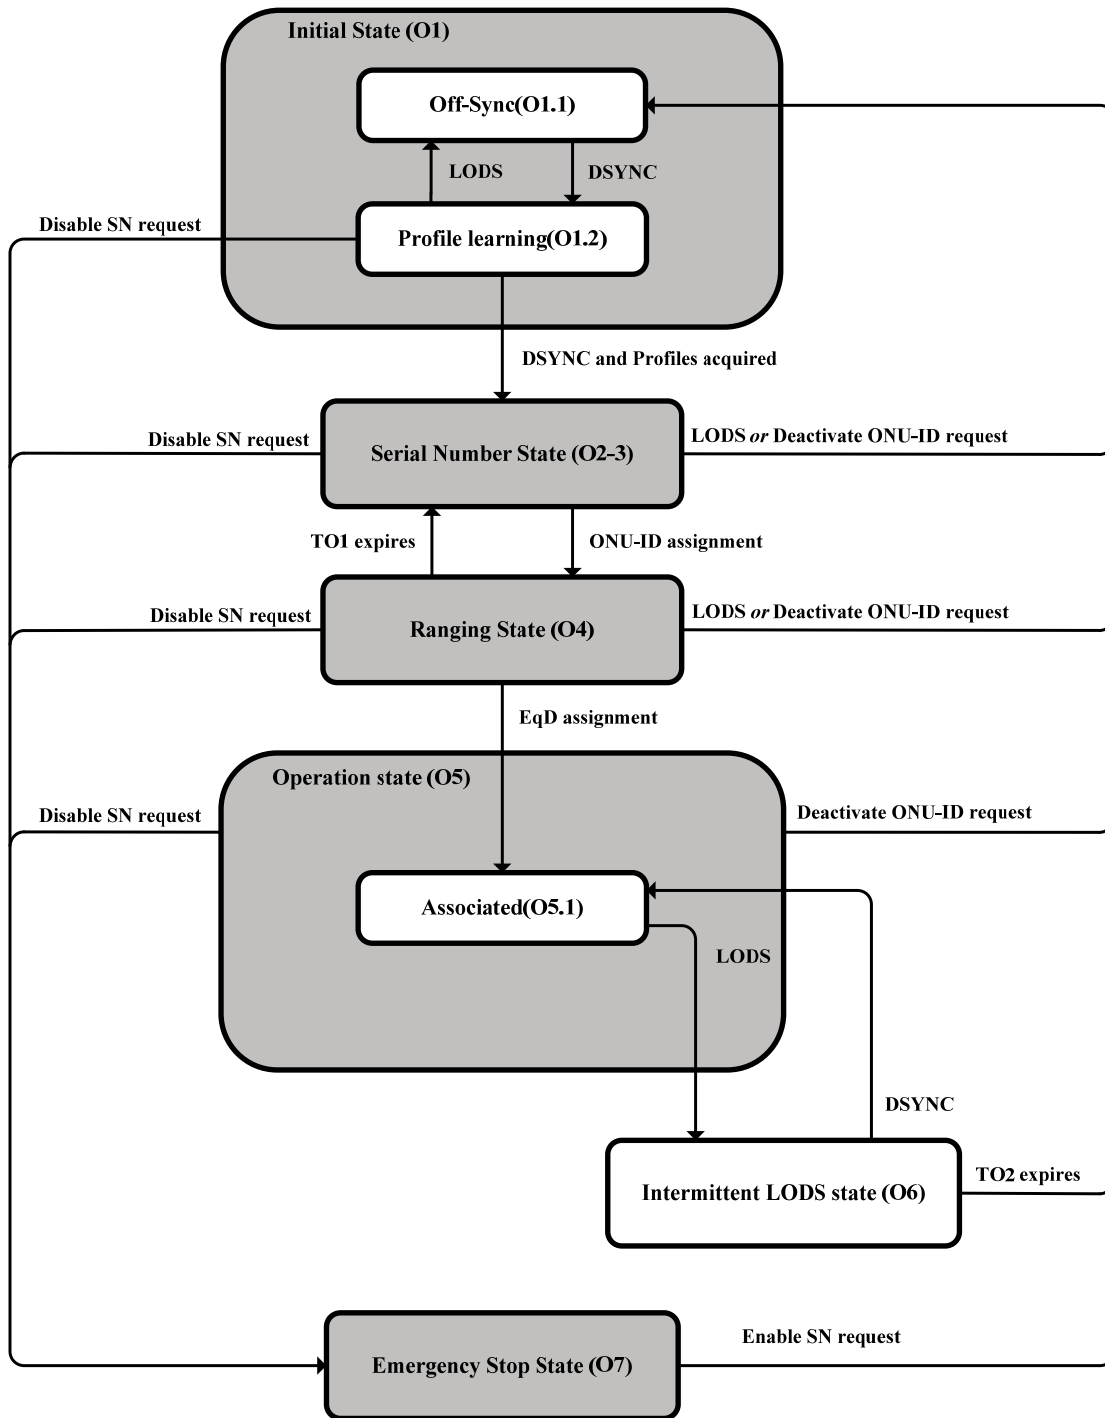 Initial State (O1)
Off-Sync(O1.1)
LODS
DSYNC
Disable SN request
Profile learning(O1.2)
DSYNC and Profiles acquired
Disable SN request
Serial Number State (O2-3)
LODS or Deactivate ONU-ID request
TO1 expires
ONU-ID assignment
Disable SN request
Ranging State (O4)
LODS or Deactivate ONU-ID request
EqD assignment
Operation state (O5)
Disable SN request
Deactivate ONU-ID request
Associated(O5.1)
LODS
DSYNC
Intermittent LODS state (O6)
TO2 expires
Enable SN request
Emergency Stop State (O7)